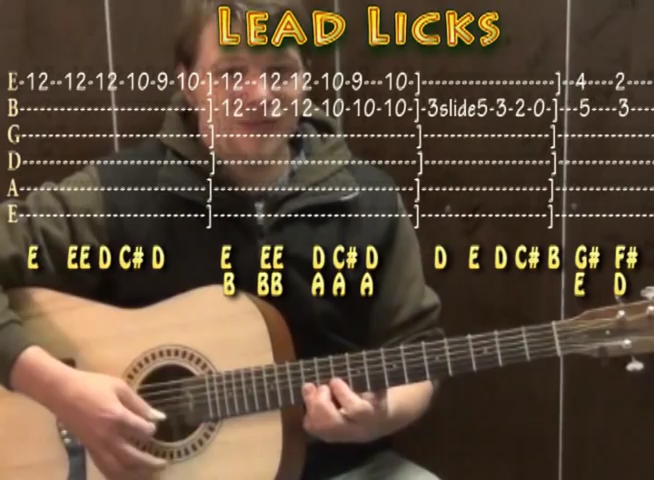 LEAD LICKS
E-12--12-12-10-9-10-]-12--12-12-10-9---10-]-----------------]--4----2---
B-------------------]-12--12-12-10-10-10-]-3slide5-3-2-0-]---5----3---
G-------------------]--------------------]-----------------]------------
D-------------------]--------------------]-----------------]------------
A-------------------]--------------------]-----------------]------------
E-------------------]--------------------]-----------------]------------
E EE D C# D E EE D C# D D E D C# B G# F#
B BB A A A E D